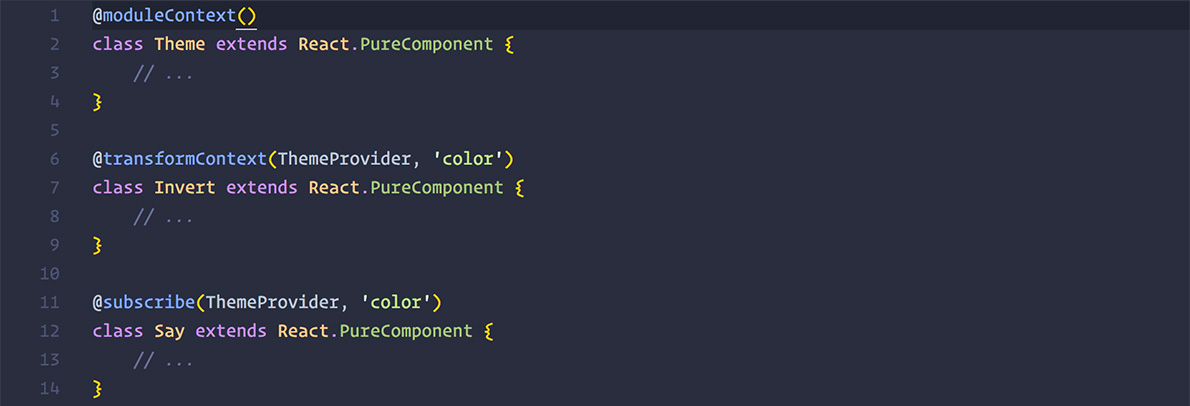 1 @moduleContext()
2 class Theme extends React.PureComponent {
3 // ...
4 }
5
6 @transformContext(ThemeProvider, 'color')
7 class Invert extends React.PureComponent {
8 // ...
9 }
10
11 @subscribe(ThemeProvider, 'color')
12 class Say extends React.PureComponent {
13 // ...
14 }